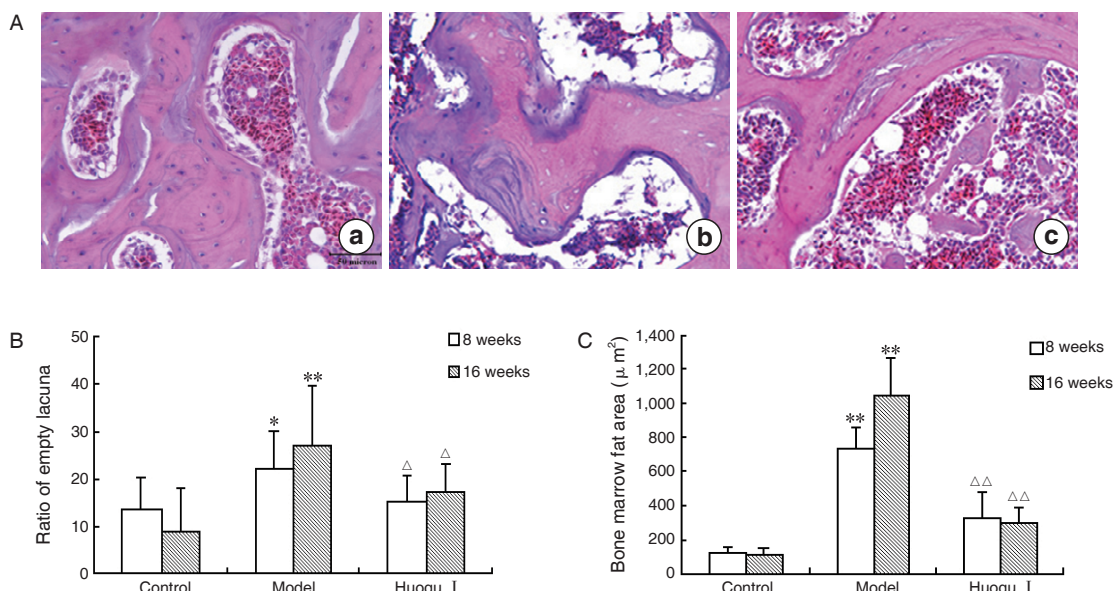 A
a
b
c
B
50
40
30
20
10
0
Ratio of empty lacuna
8 weeks
16 weeks
*
**
△
△
Control
Model
Huogu I
C
1,400
1,200
1,000
800
600
400
200
0
Bone marrow fat area (μm²)
8 weeks
16 weeks
**
**
△△
△△
Control
Model
Huogu I